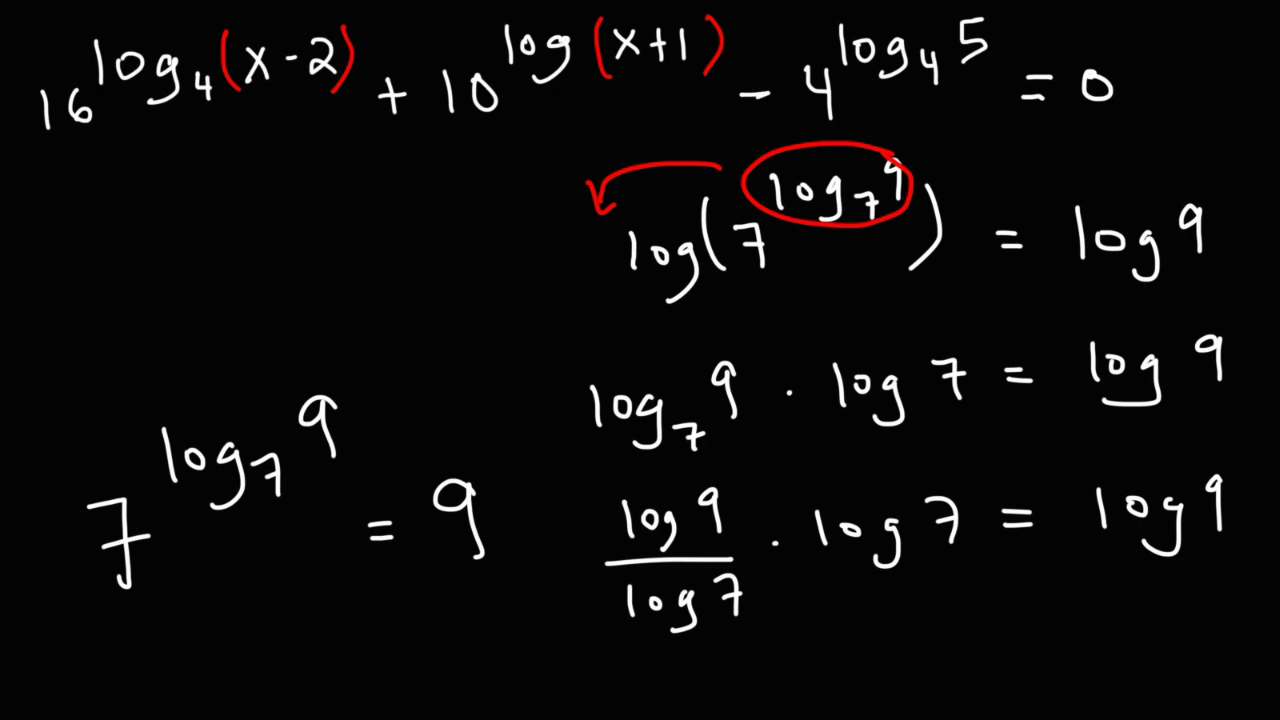 16^log₄(x-2) + 10^log(x+1) - 4^log₄5 = 0
log(7^log₇9) = log 9
log₇9 · log 7 = log 9
7^log₇9 = 9
log 9 / log 7 · log 7 = log 9